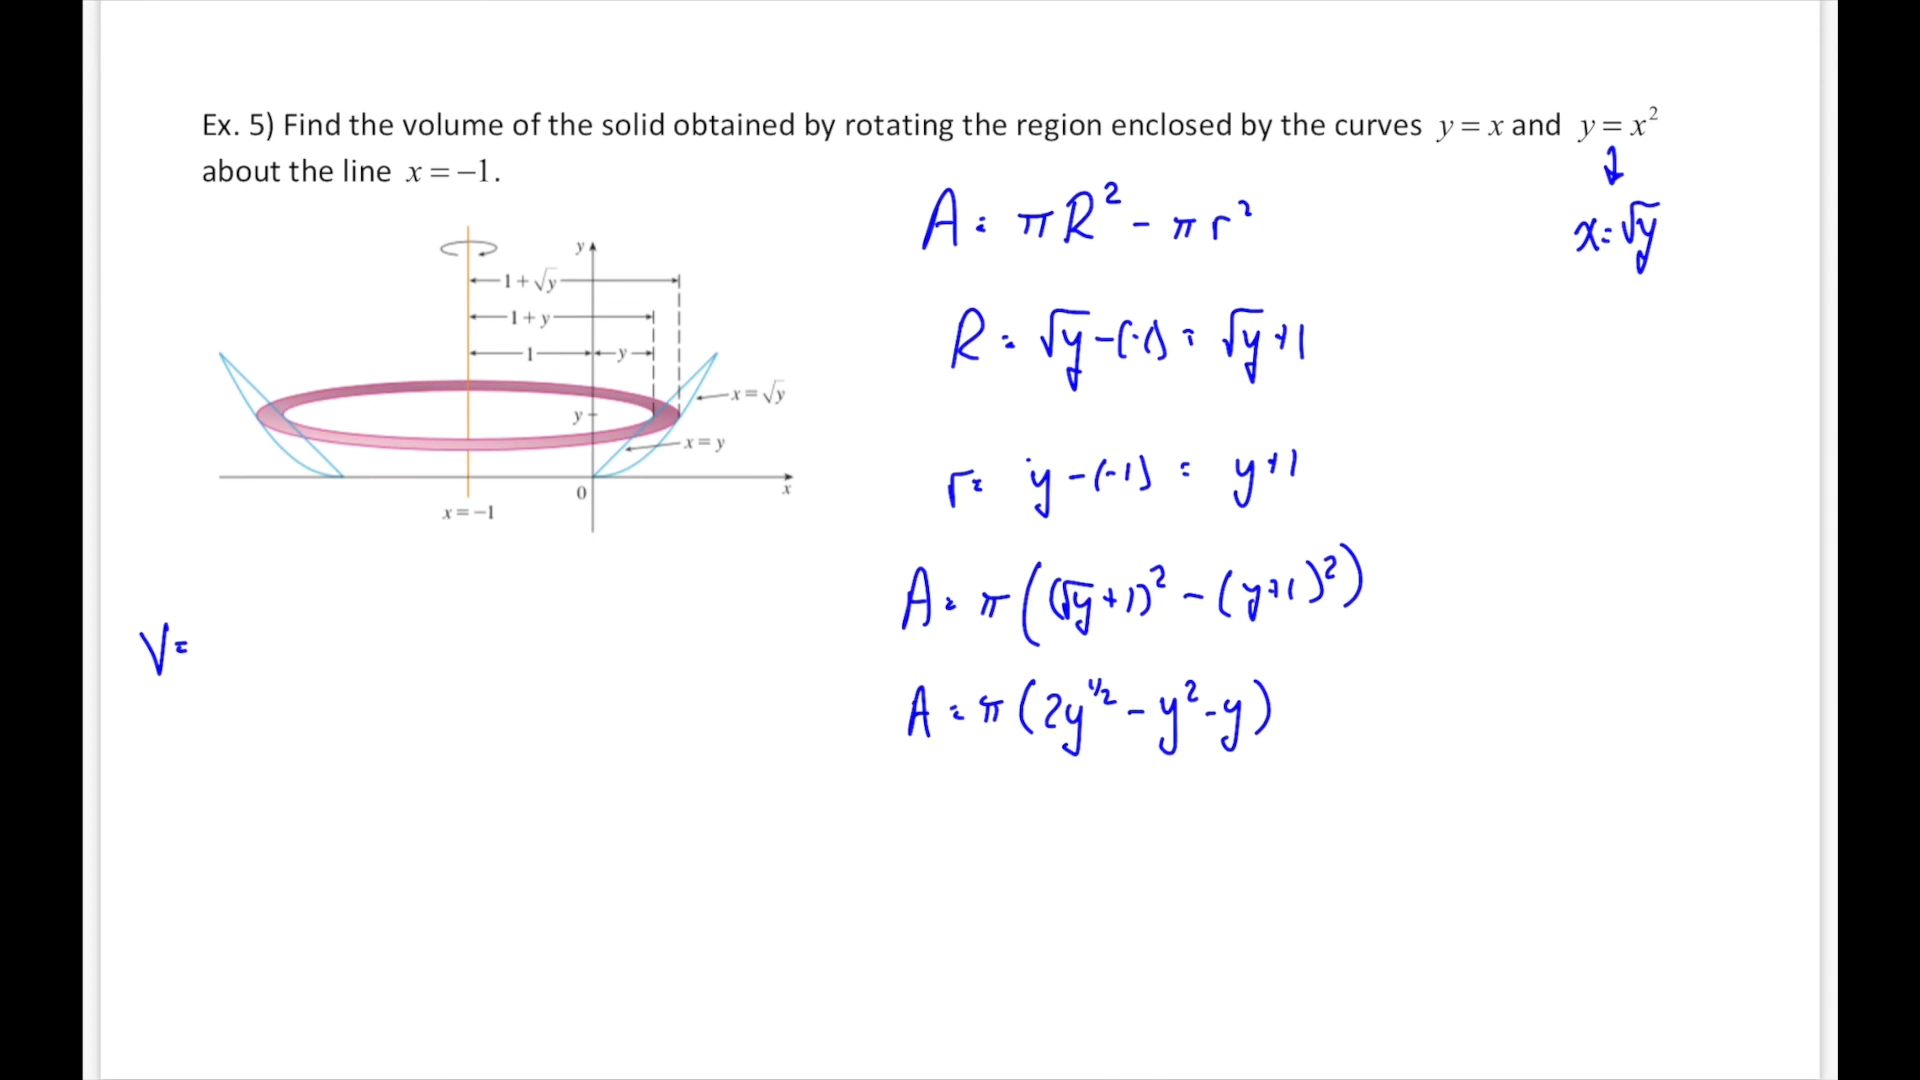 Ex. 5) Find the volume of the solid obtained by rotating the region enclosed by the curves y = x and y = x²
about the line x = −1.
x = √y
A = πR² - πr²
R = √y - (-1) = √y + 1
r = y - (-1) = y + 1
A = π((√y + 1)² - (y + 1)²)
A = π(2y^(1/2) - y² - y)
y
1 + √y
1 + y
1
y
x = √y
y
x = y
0
x
x = −1
V =